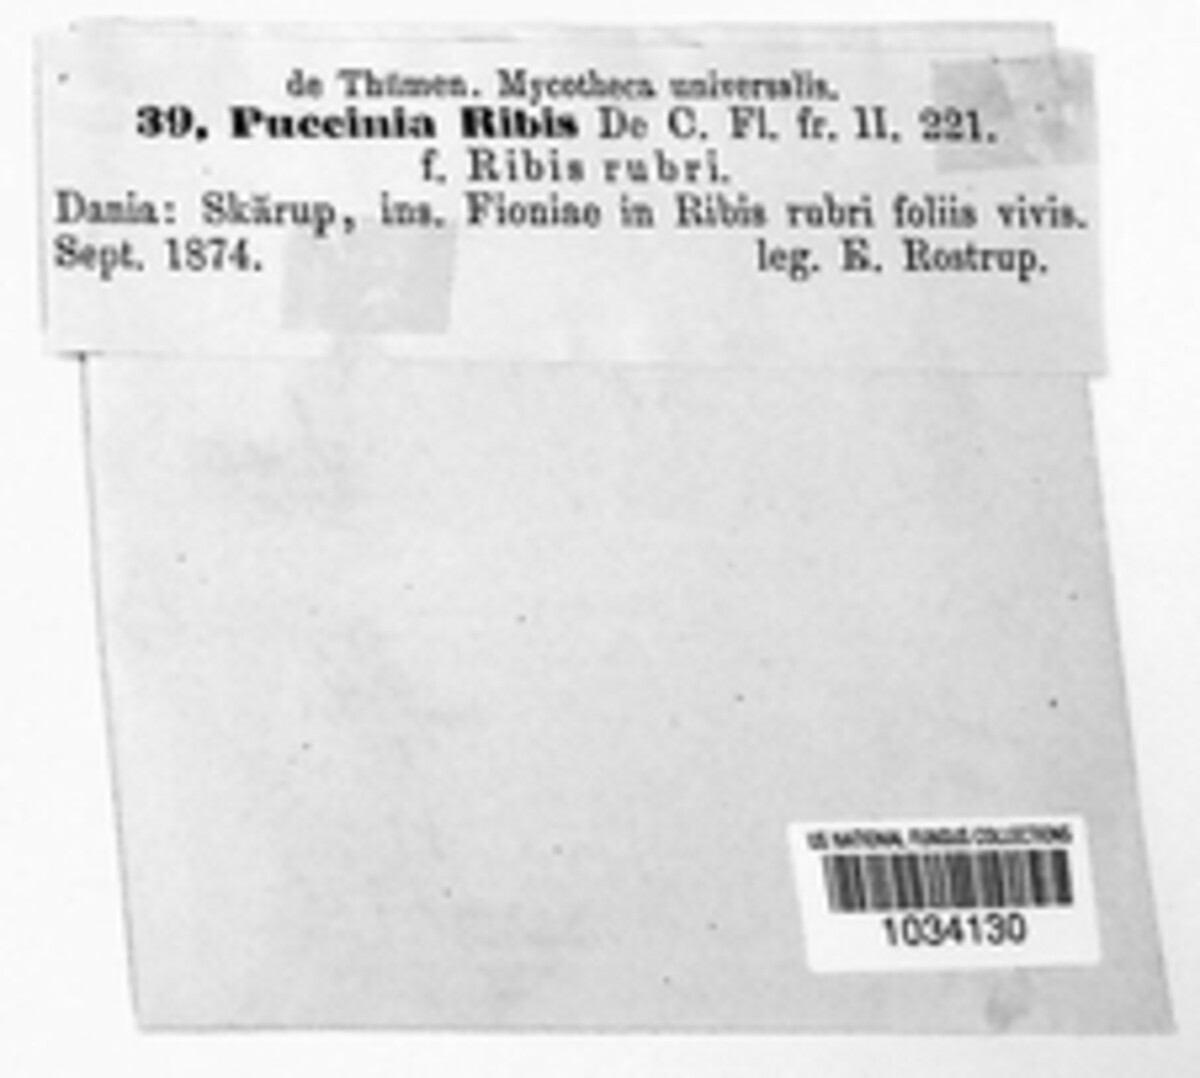 de Thümen. Mycotheca universalis.
39. Puccinia Ribis De C. Fl. fr. II. 221.
f. Ribis rubri.
Dania: Skårup, ins. Fioniae in Ribis rubri foliis vivis.
Sept. 1874. leg. E. Rostrup.
US NATIONAL FUNGUS COLLECTIONS
1034130